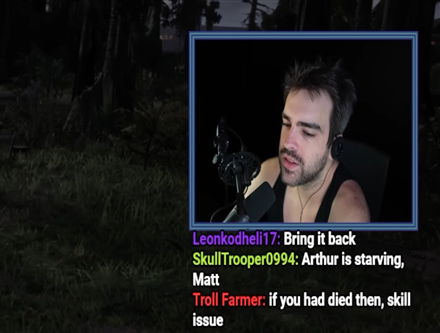 Leonkodheli17: Bring it back
SkullTrooper0994: Arthur is starving,
Matt
Troll Farmer: if you had died then, skill
issue